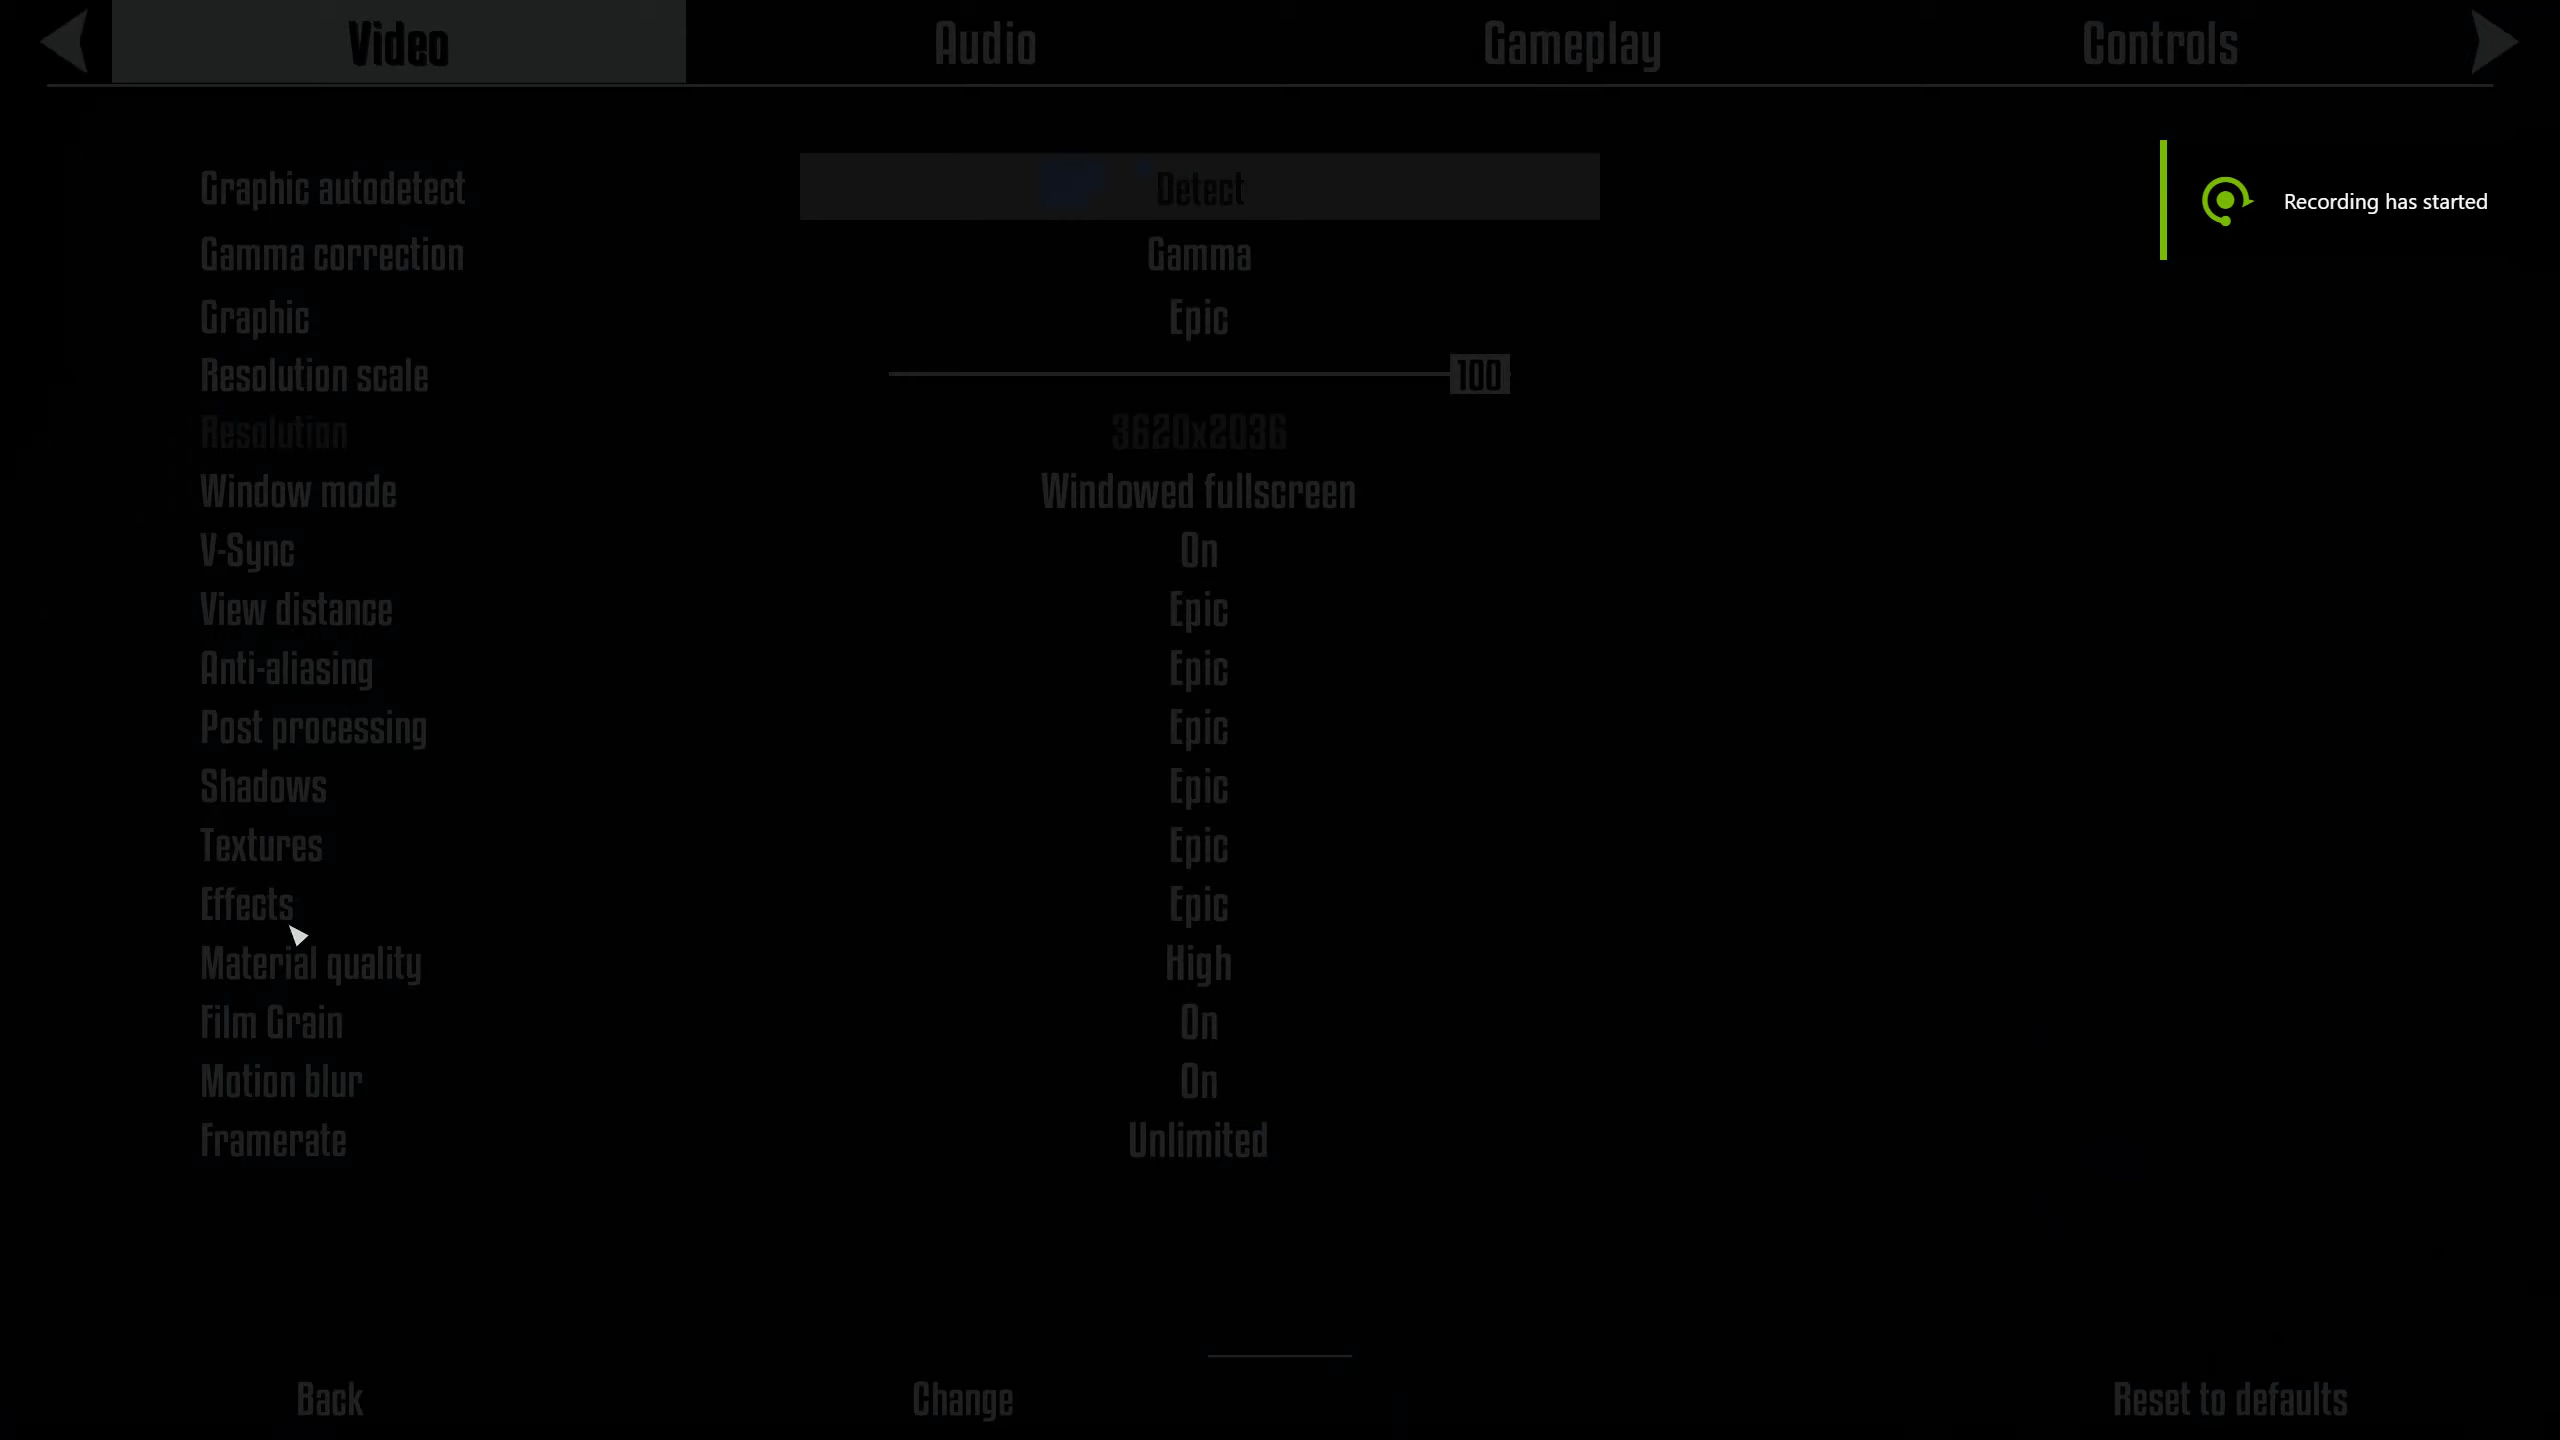 Video Audio Gameplay Controls
Graphic autodetect Detect
Recording has started
Gamma correction Gamma
Graphic Epic
Resolution scale 100
Resolution 3620x2036
Window mode Windowed fullscreen
V-Sync On
View distance Epic
Anti-aliasing Epic
Post processing Epic
Shadows Epic
Textures Epic
Effects Epic
Material quality High
Film Grain On
Motion blur On
Framerate Unlimited
Back Change Reset to defaults